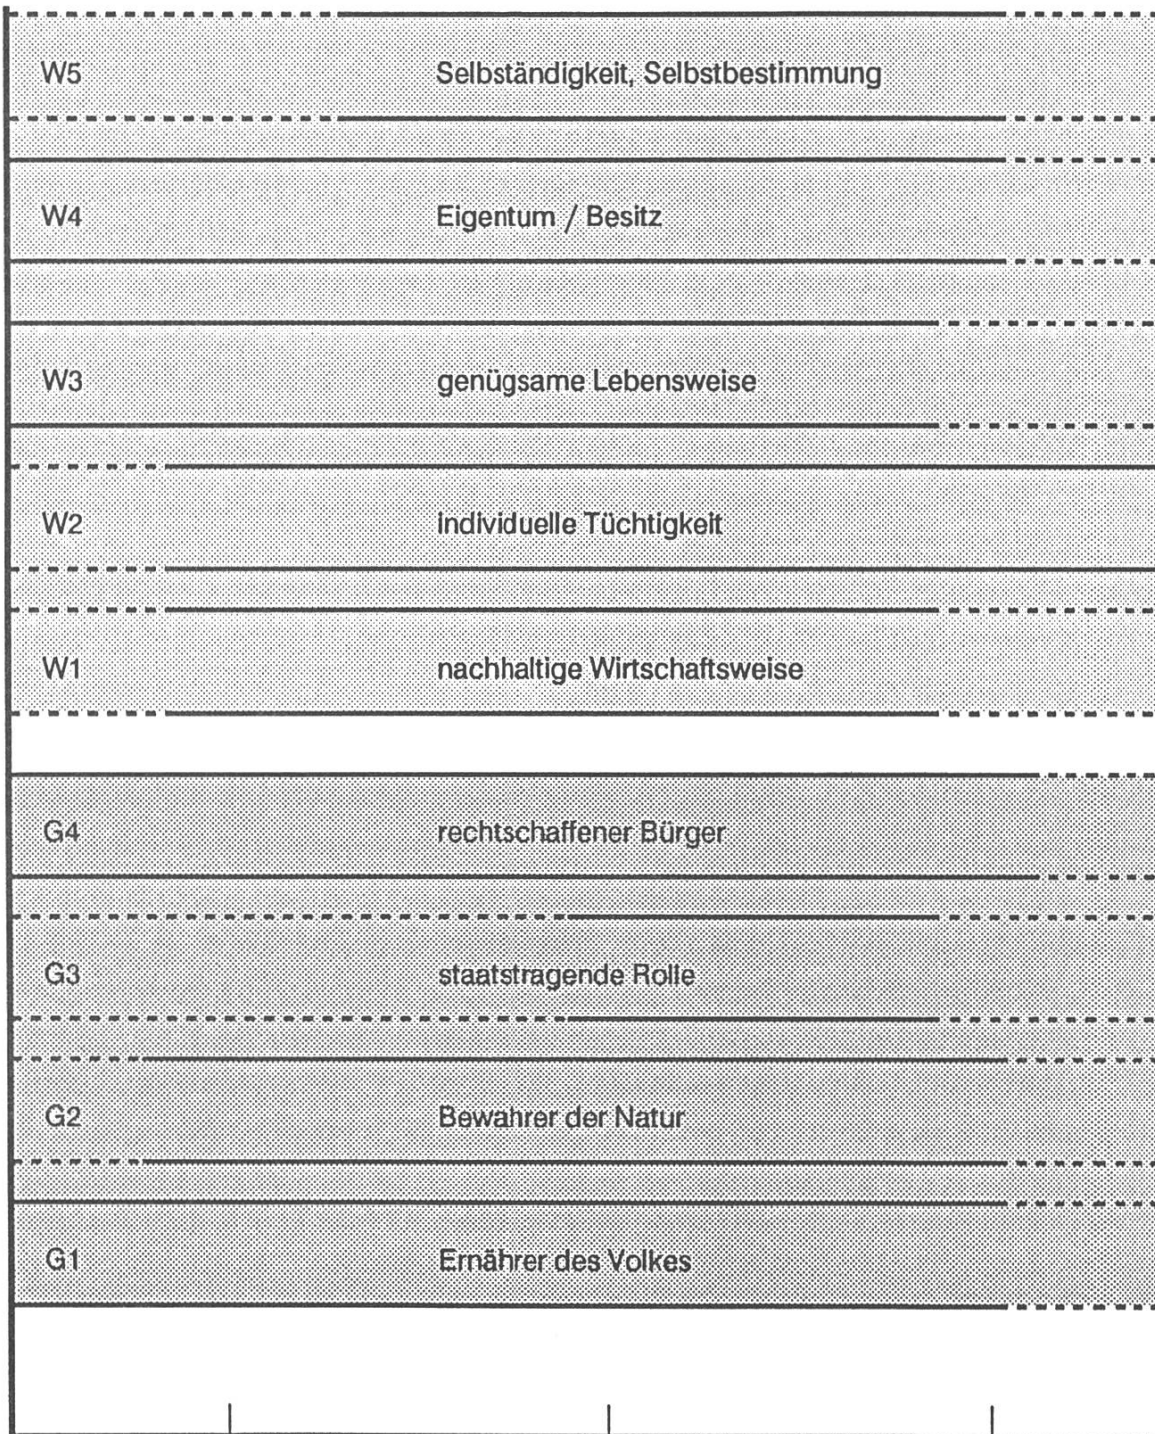 W5 Selbständigkeit, Selbstbestimmung
W4 Eigentum / Besitz
W3 genügsame Lebensweise
W2 individuelle Tüchtigkeit
W1 nachhaltige Wirtschaftsweise
G4 rechtschaffener Bürger
G3 staatstragende Rolle
G2 Bewahrer der Natur
G1 Ernährer des Volkes